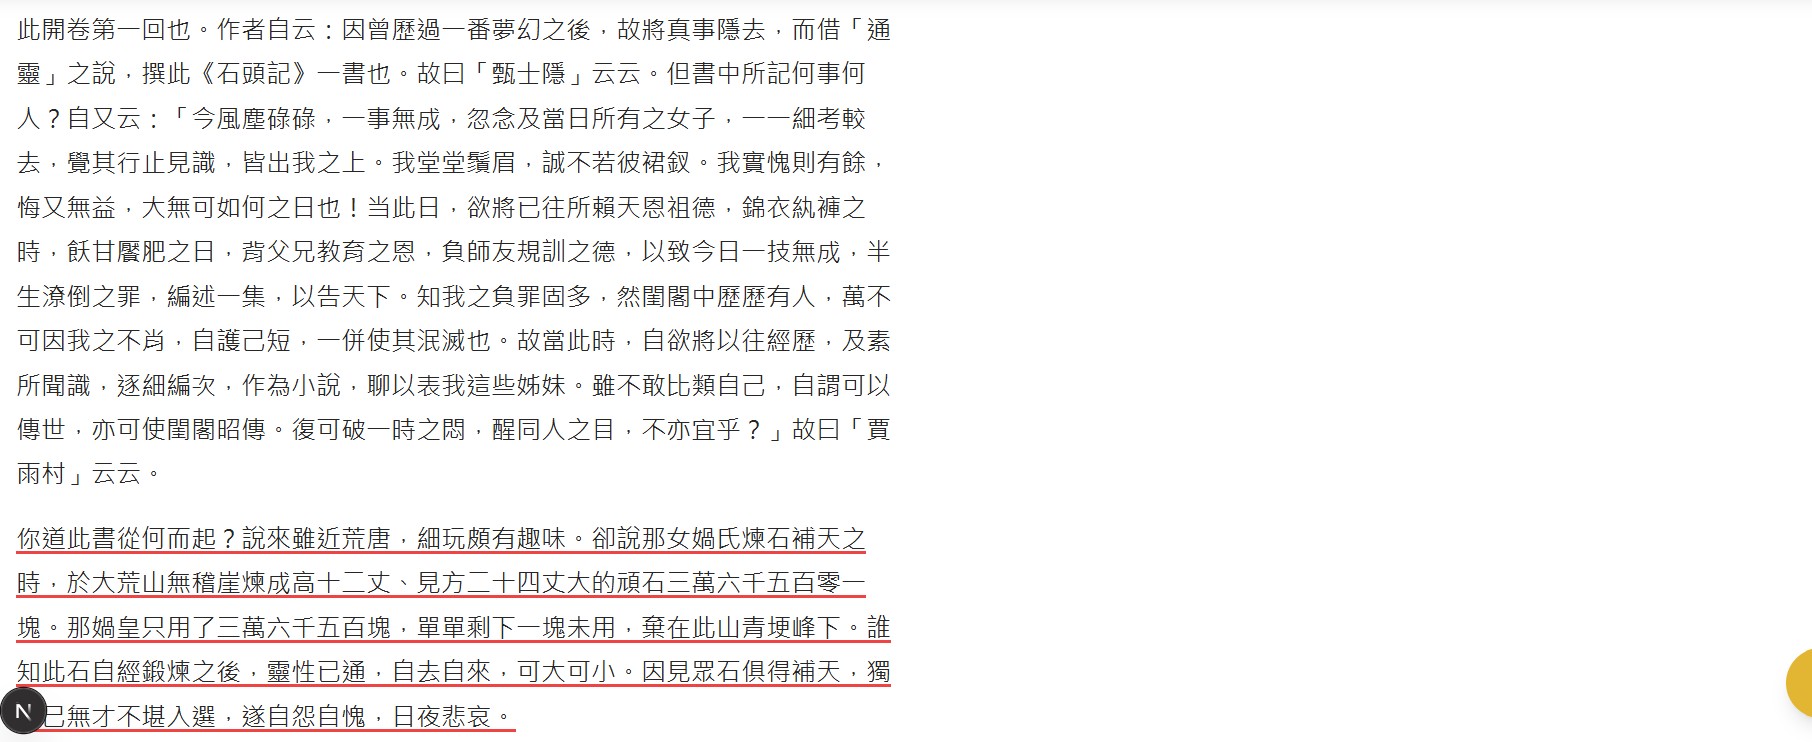 此開卷第一回也。作者自云：因曾歷過一番夢幻之後，故將真事隱去，而借「通
靈」之說，撰此《石頭記》一書也。故曰「甄士隱」云云。但書中所記何事何
人？自又云：「今風塵碌碌，一事無成，忽念及當日所有之女子，一一細考較
去，覺其行止見識，皆出我之上。我堂堂鬚眉，誠不若彼裙釵。我實愧則有餘，
悔又無益，大無可如何之日也！当此日，欲將已往所賴天恩祖德，錦衣紈褲之
時，飫甘饜肥之日，背父兄教育之恩，負師友規訓之德，以致今日一技無成，半
生潦倒之罪，編述一集，以告天下。知我之負罪固多，然閨閣中歷歷有人，萬不
可因我之不肖，自護己短，一併使其泯滅也。故當此時，自欲將以往經歷，及素
所聞識，逐細編次，作為小說，聊以表我這些姊妹。雖不敢比類自己，自謂可以
傳世，亦可使閨閣昭傳。復可破一時之悶，醒同人之目，不亦宜乎？」故曰「賈
雨村」云云。
你道此書從何而起？說來雖近荒唐，細玩頗有趣味。卻說那女媧氏煉石補天之
時，於大荒山無稽崖煉成高十二丈、見方二十四丈大的頑石三萬六千五百零一
塊。那媧皇只用了三萬六千五百塊，單單剩下一塊未用，棄在此山青埂峰下。誰
知此石自經鍛煉之後，靈性已通，自去自來，可大可小。因見眾石俱得補天，獨
N己無才不堪入選，遂自怨自愧，日夜悲哀。